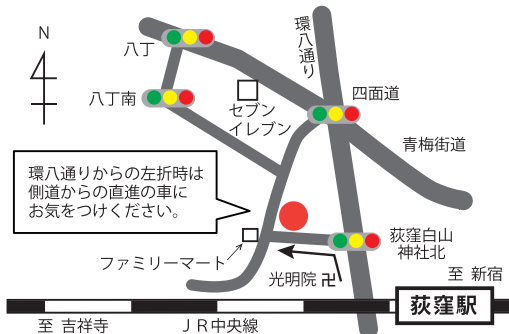 N
八丁
環八通り
八丁南
セブン
イレブン
四面道
青梅街道
環八通りからの左折時は
側道からの直進の車に
お気をつけください。
荻窪白山
神社北
ファミリーマート
光明院 卍
至 新宿
荻窪駅
至 吉祥寺
ＪＲ中央線